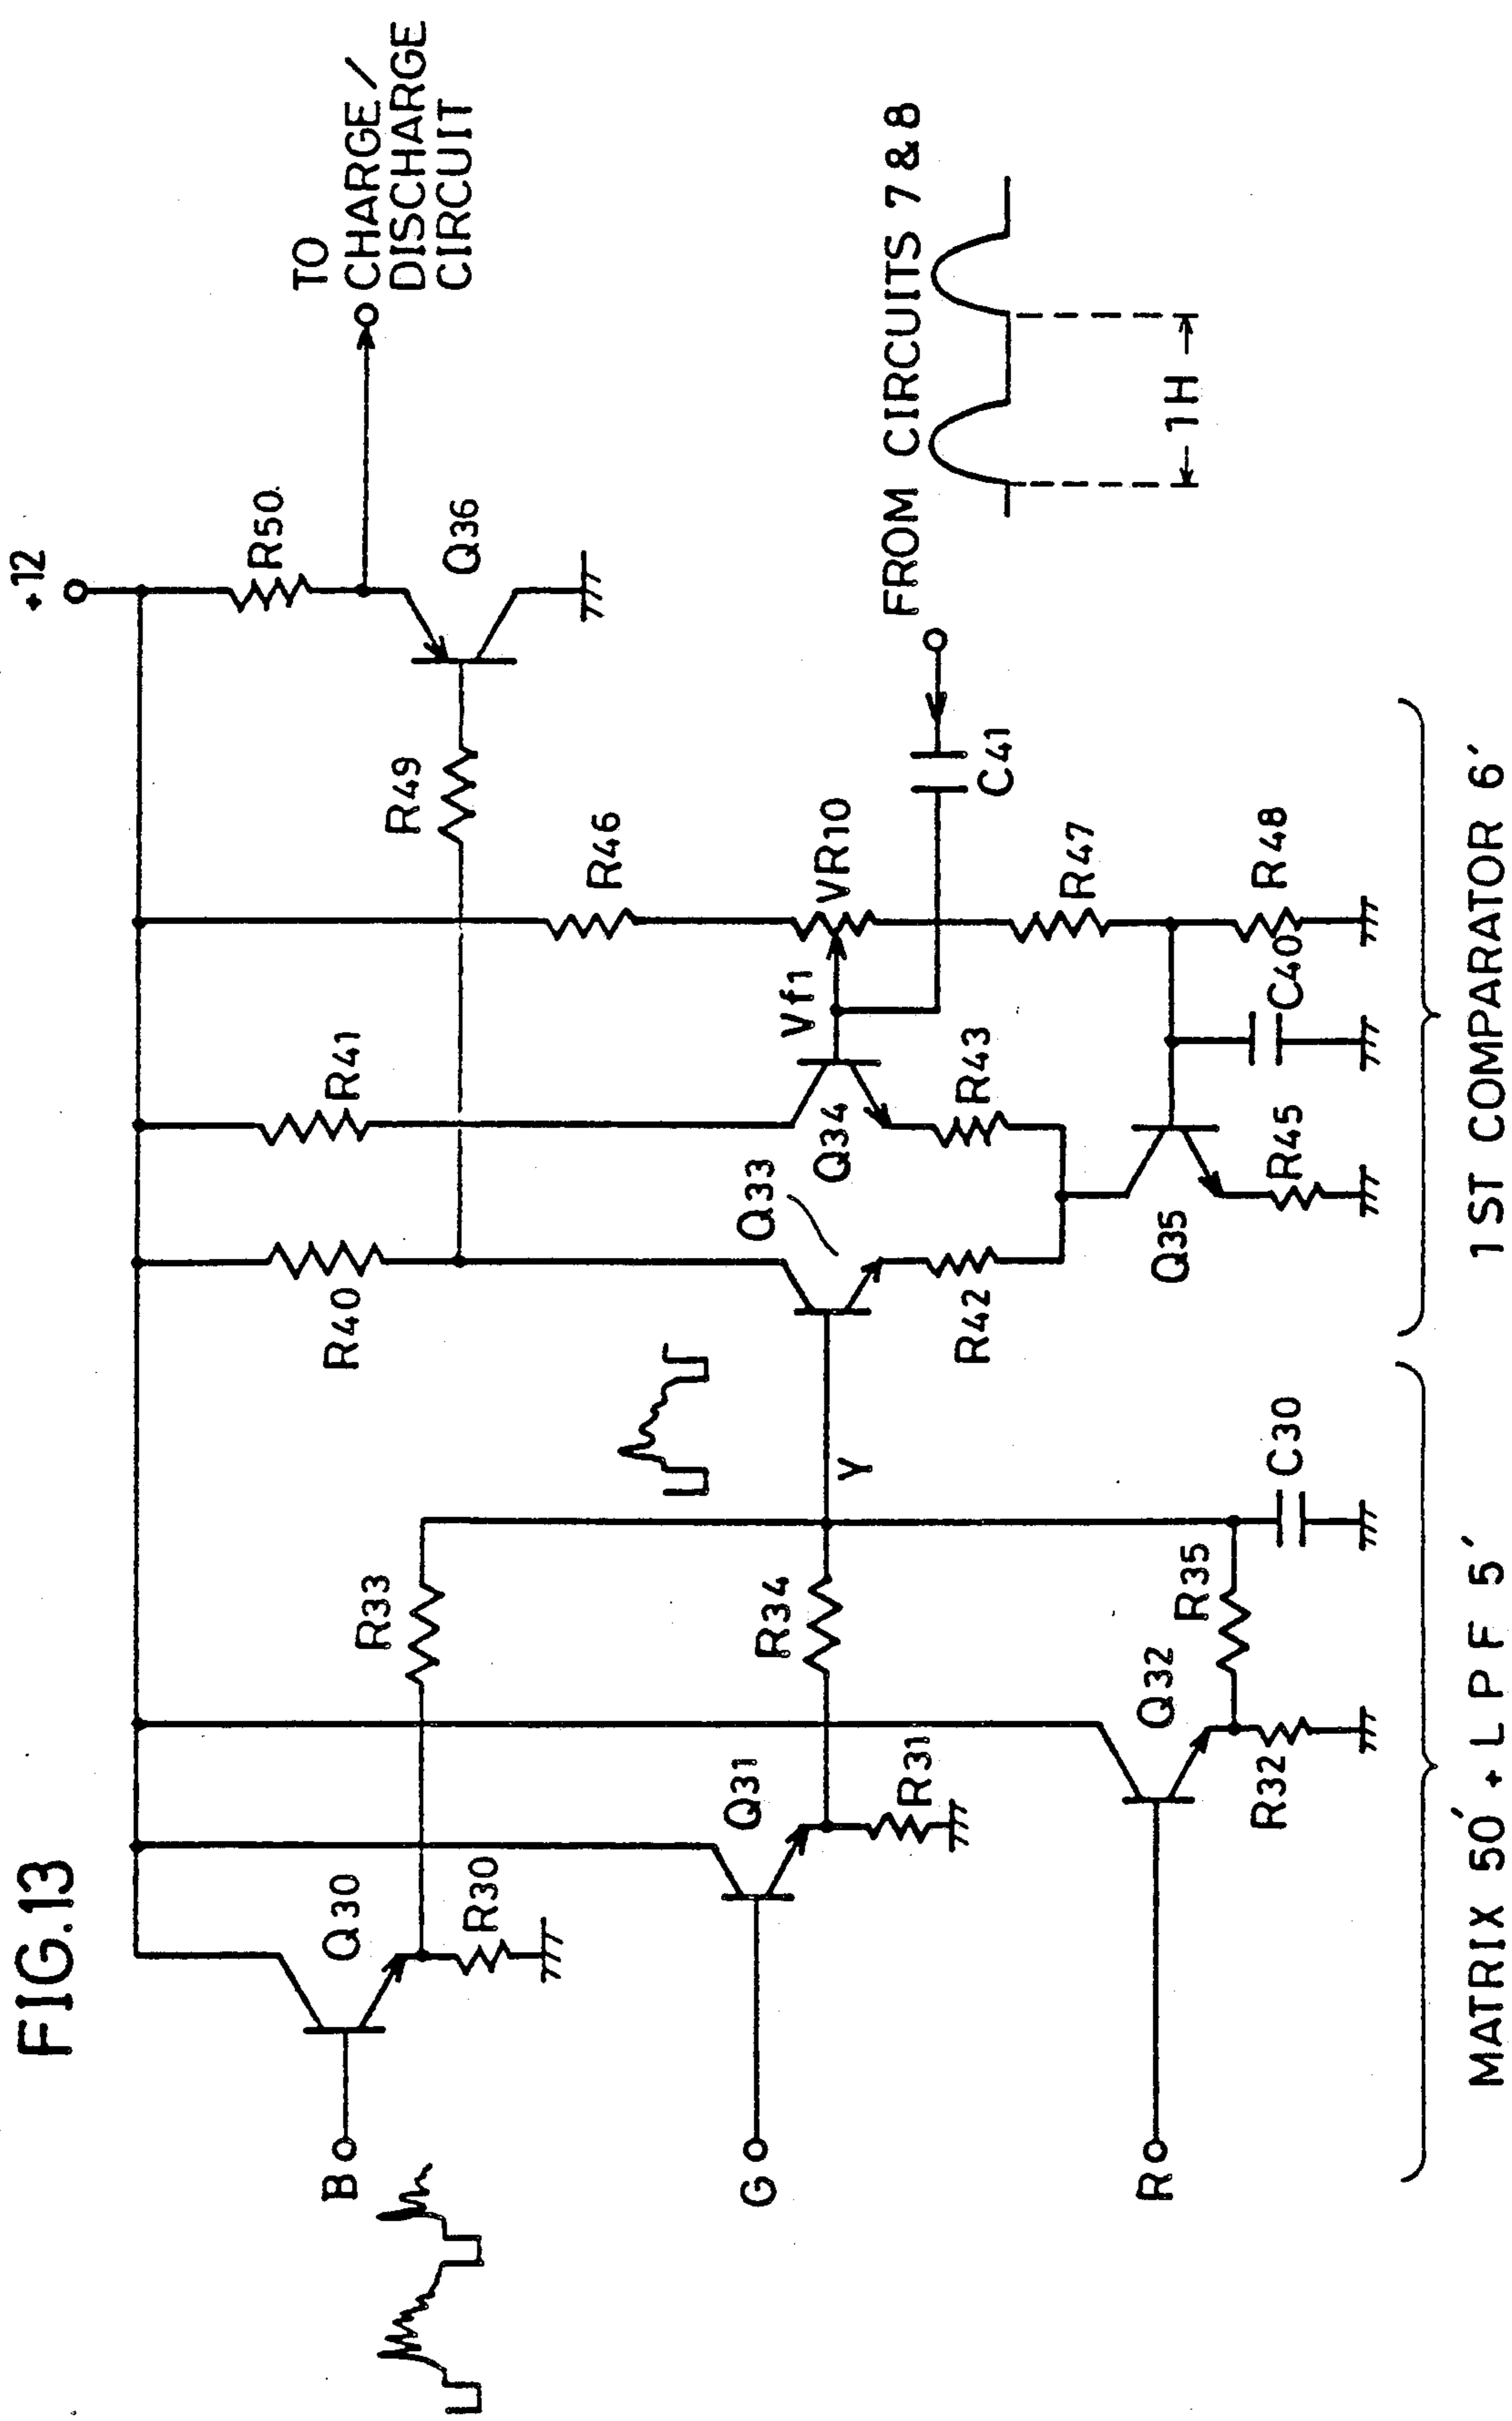 FIG.13
+12
R50
TO
CHARGE/
DISCHARGE
CIRCUIT
Q36
R49
R40
R41
R46
B
Q30
R30
R33
Q33
Q34
Vf1
VR10
FROM CIRCUITS 7&8
C41
1H
G
Q31
R31
R34
Y
R42
R43
R47
R
Q32
R32
R35
C30
Q35
R45
C40
R48
MATRIX 50' + LPF 5'
1ST COMPARATOR 6'